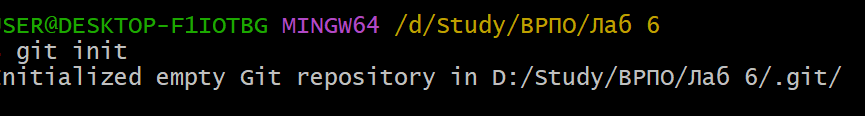 USER@DESKTOP-F1IOTBG MINGW64 /d/Study/ВРПО/Лаб 6
git init
Initialized empty Git repository in D:/Study/ВРПО/Лаб 6/.git/